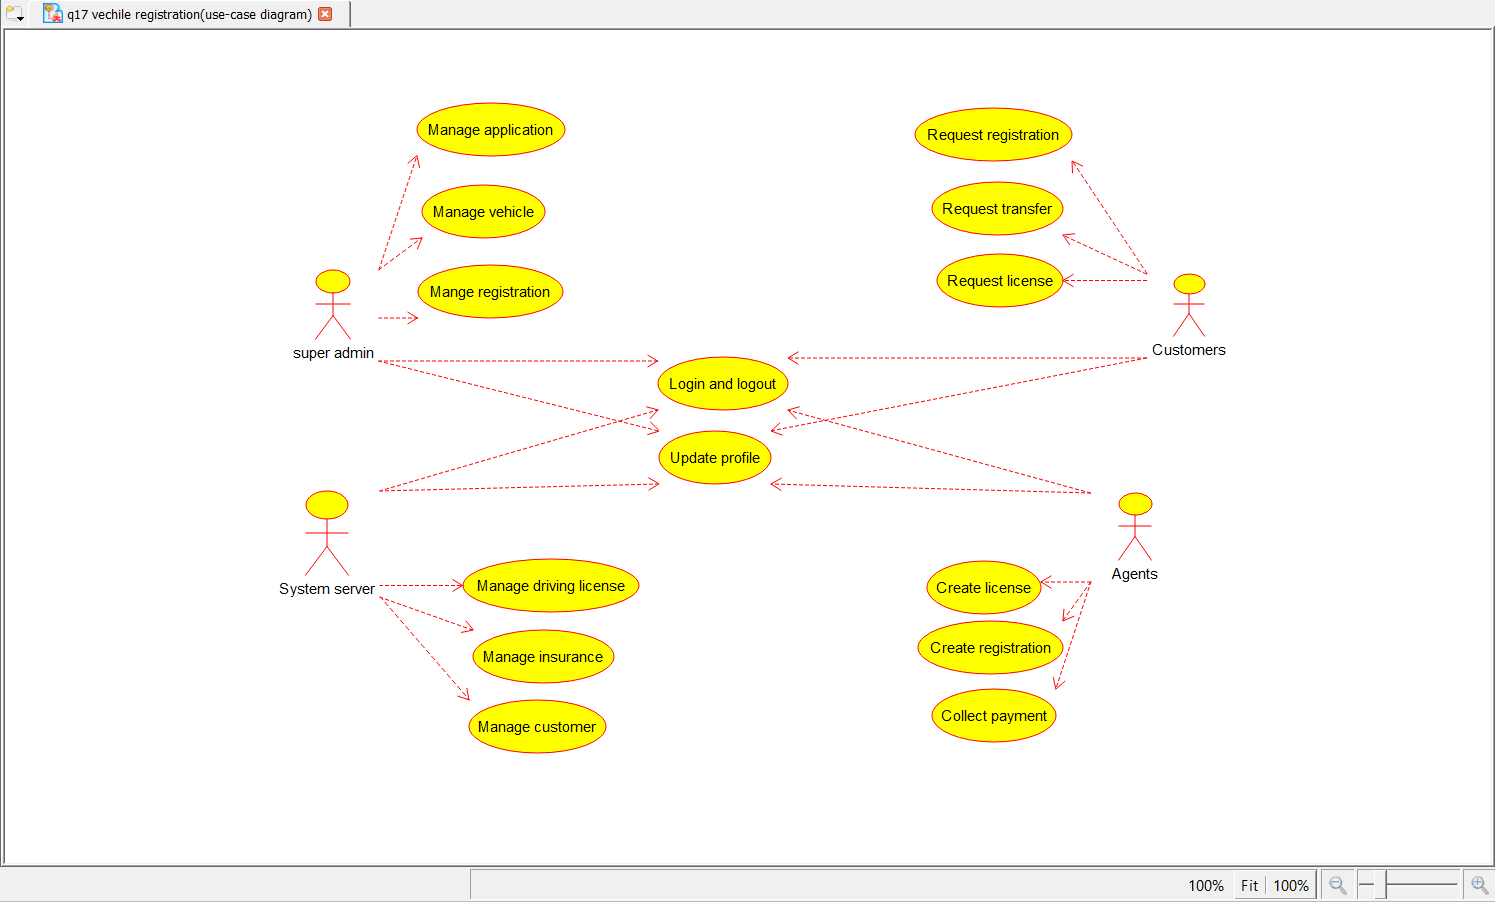 q17 vechile registration(use-case diagram)
Manage application
Request registration
Manage vehicle
Request transfer
Mange registration
Request license
super admin
Customers
Login and logout
Update profile
System server
Agents
Manage driving license
Create license
Manage insurance
Create registration
Manage customer
Collect payment
100% Fit 100%